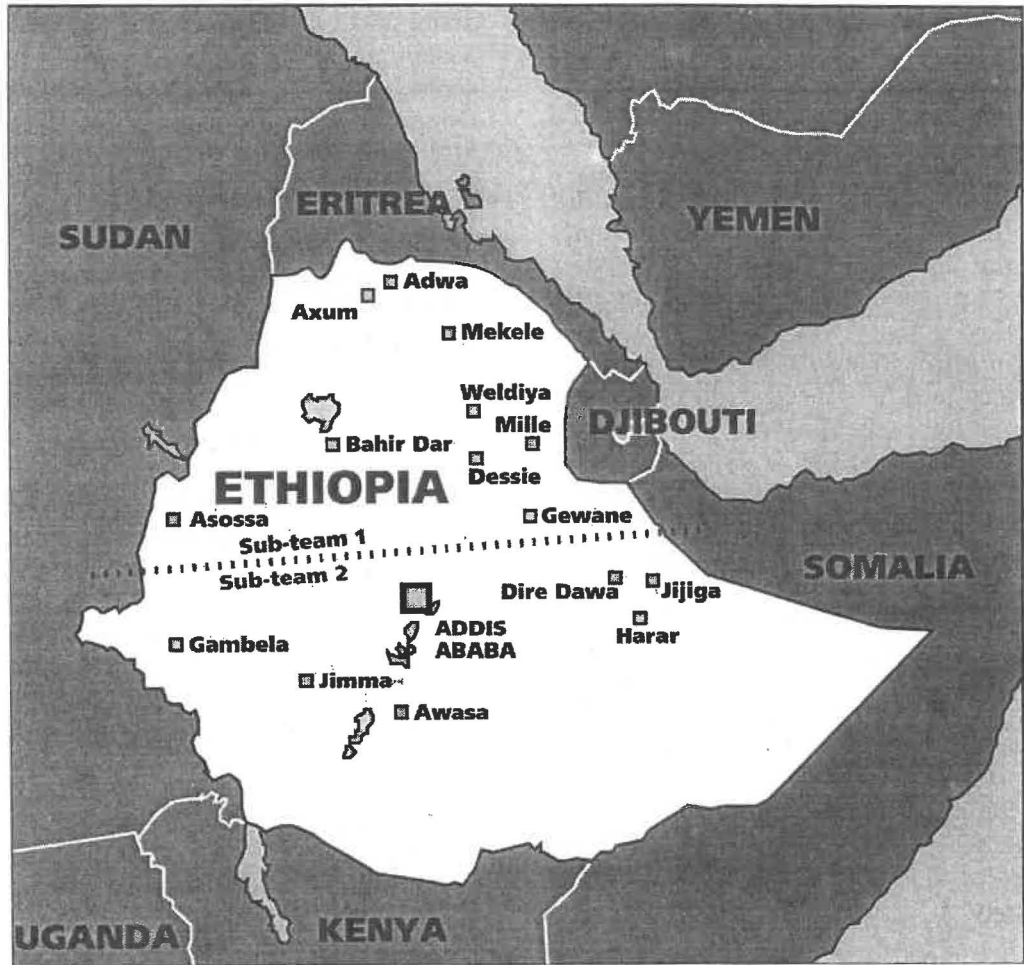 ERITREA
SUDAN
YEMEN
Adwa
Axum
Mekele
Weldiya
Mille
DJIBOUTI
Bahir Dar
Dessie
ETHIOPIA
Asossa
Gewane
Sub-team 1
Sub-team 2
SOMALIA
Dire Dawa
Jijiga
Harar
ADDIS
ABABA
Gambela
Jimma
Awasa
UGANDA
KENYA